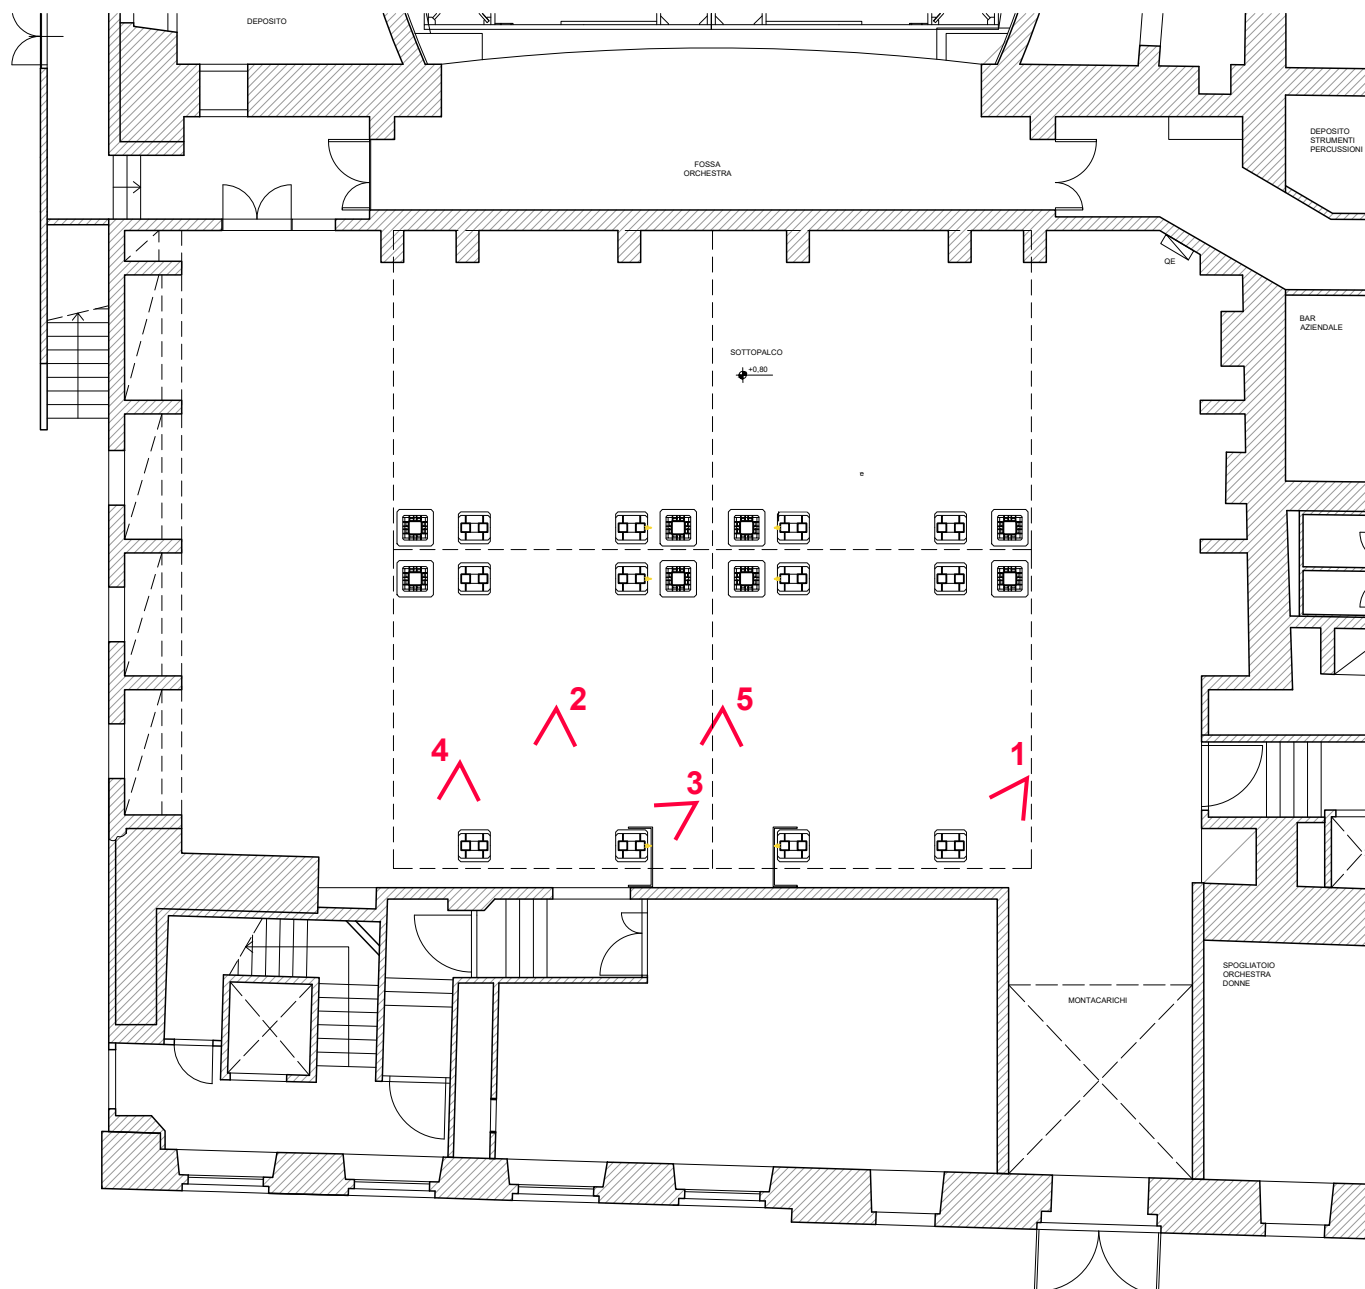 DEPOSITO
DEPOSITO
STRUMENTI
PERCUSSIONI
FOSSA
ORCHESTRA
QE
BAR
AZIENDALE
SOTTOPALCO
+0,80
e
2
5
4
1
3
SPOGLIATOIO
ORCHESTRA
DONNE
MONTACARICHI